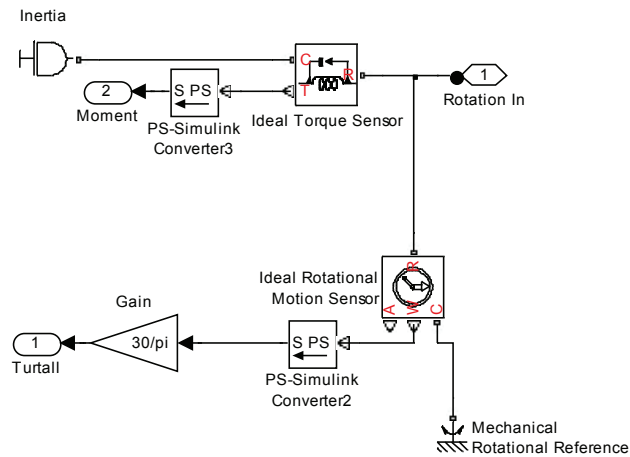 Inertia
C
R
T
1
Rotation In
2
Moment
S PS
PS-Simulink
Converter3
Ideal Torque Sensor
Ideal Rotational
Motion Sensor
R
A
W
C
Gain
30/pi
1
Turtall
S PS
PS-Simulink
Converter2
Mechanical
Rotational Reference